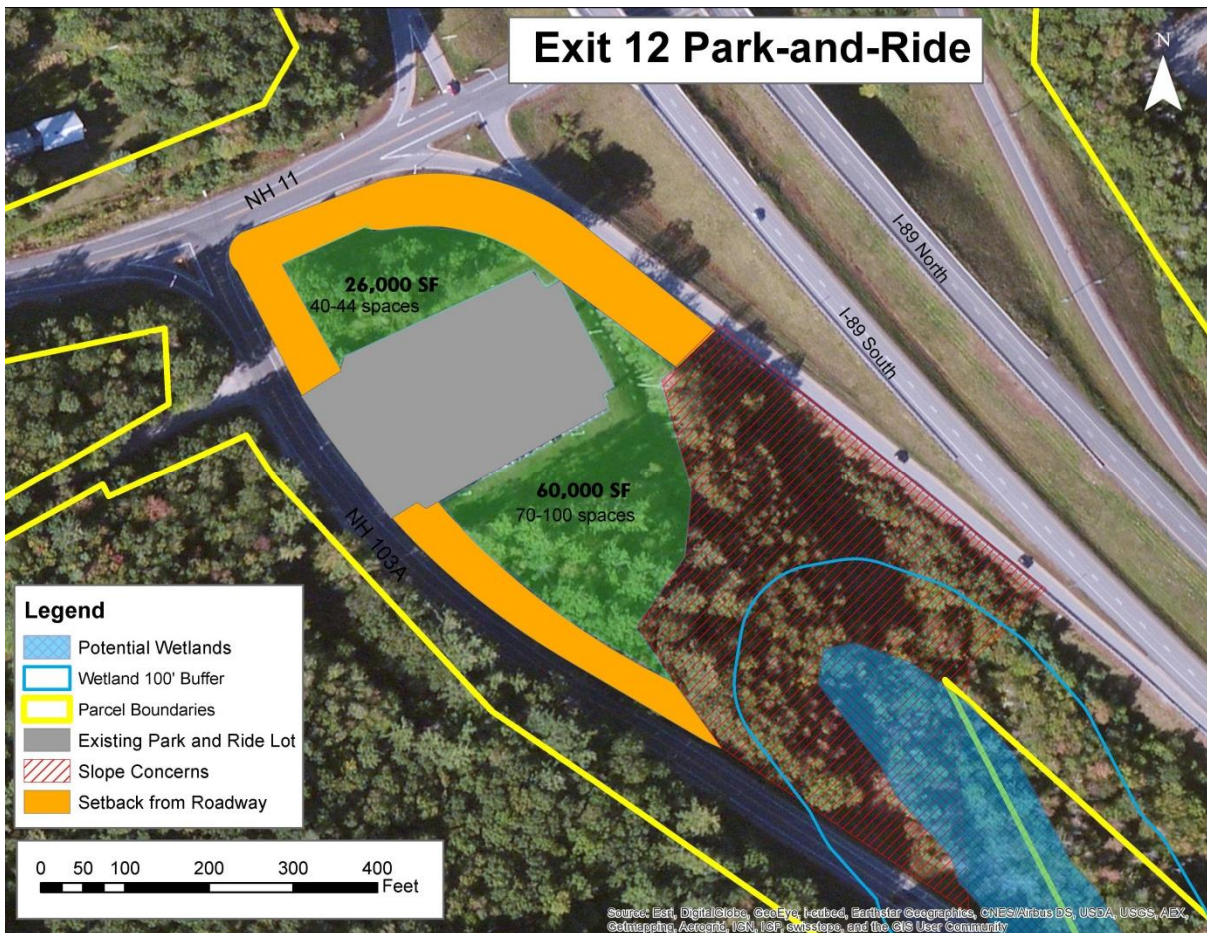 Exit 12 Park-and-Ride
N
NH 11
I-89 North
26,000 SF
40-44 spaces
I-89 South
60,000 SF
70-100 spaces
NH 103A
Legend
Potential Wetlands
Wetland 100' Buffer
Parcel Boundaries
Existing Park and Ride Lot
Slope Concerns
Setback from Roadway
0 50 100 200 300 400
Feet
Source: Esri, DigitalGlobe, GeoEye, i-cubed, Earthstar Geographics, CNES/Airbus DS, USDA, USGS, AEX,
Getmapping, Aerogrid, IGN, IGP, swisstopo, and the GIS User Community